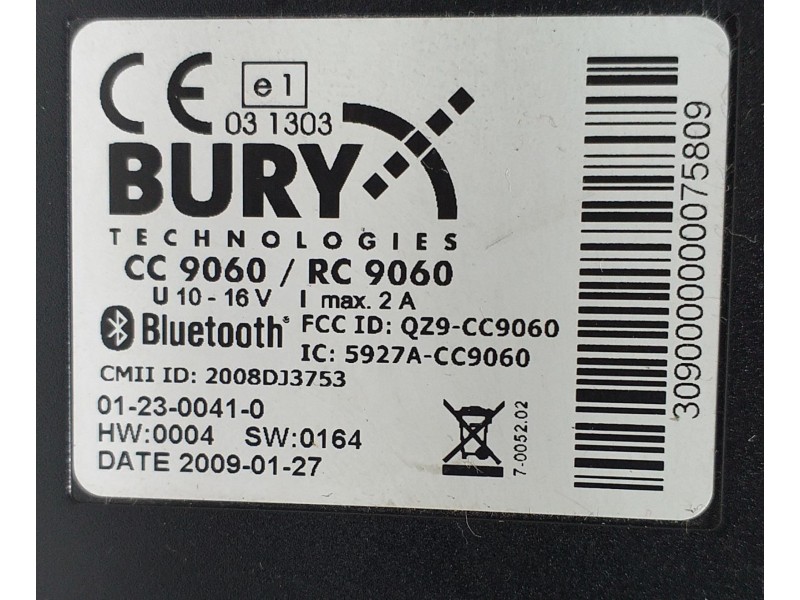 CE e1
03 1303
BURY
TECHNOLOGIES
CC 9060 / RC 9060
U 10 - 16 V I max. 2 A
Bluetooth® FCC ID: QZ9-CC9060
IC: 5927A-CC9060
CMII ID: 2008DJ3753
01-23-0041-0
HW:0004 SW:0164
DATE 2009-01-27
7-0052.02
3090000000075809